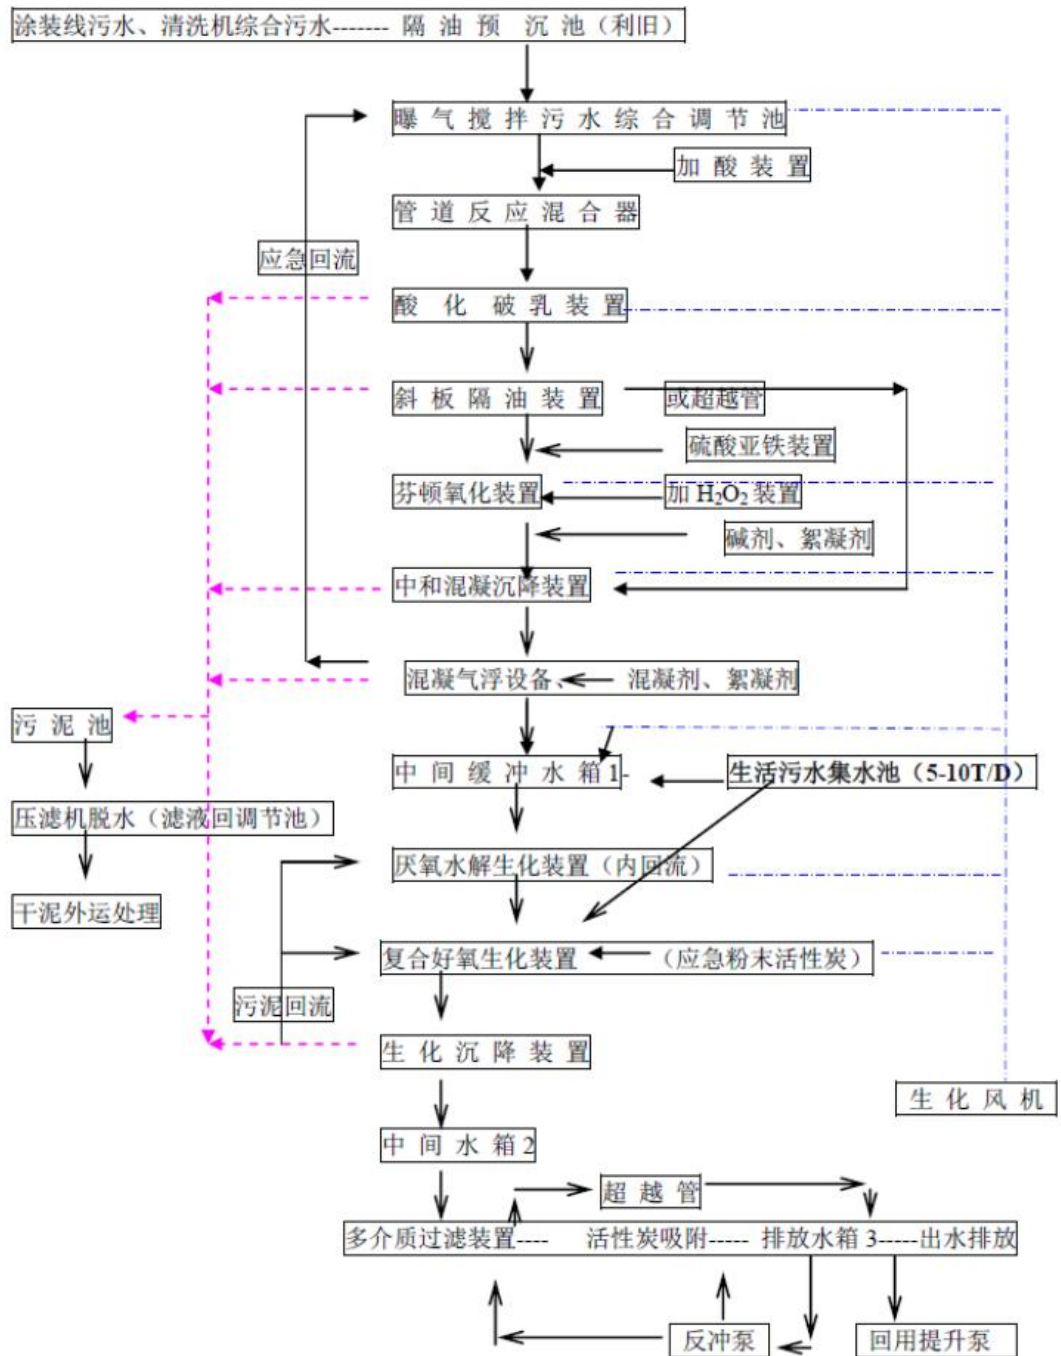 涂装线污水、清洗机综合污水------- 隔 油 预 沉 池（利旧）
曝 气 搅 拌 污 水 综 合 调 节 池
加 酸 装 置
管 道 反 应 混 合 器
应急回流
酸 化 破 乳 装 置
斜 板 隔 油 装 置
或超越管
硫酸亚铁装置
芬顿氧化装置
加 H₂O₂ 装置
碱剂、絮凝剂
中和混凝沉降装置
混凝气浮设备、
混凝剂、絮凝剂
污 泥 池
中 间 缓 冲 水 箱 1-
生活污水集水池（5-10T/D）
压滤机脱水（滤液回调节池）
厌氧水解生化装置（内回流）
干泥外运处理
复合好氧生化装置
（应急粉末活性炭）
污泥回流
生 化 沉 降 装 置
生 化 风 机
中 间 水 箱 2
超 越 管
多介质过滤装置---- 活性炭吸附----- 排放水箱 3-----出水排放
反冲泵
回用提升泵